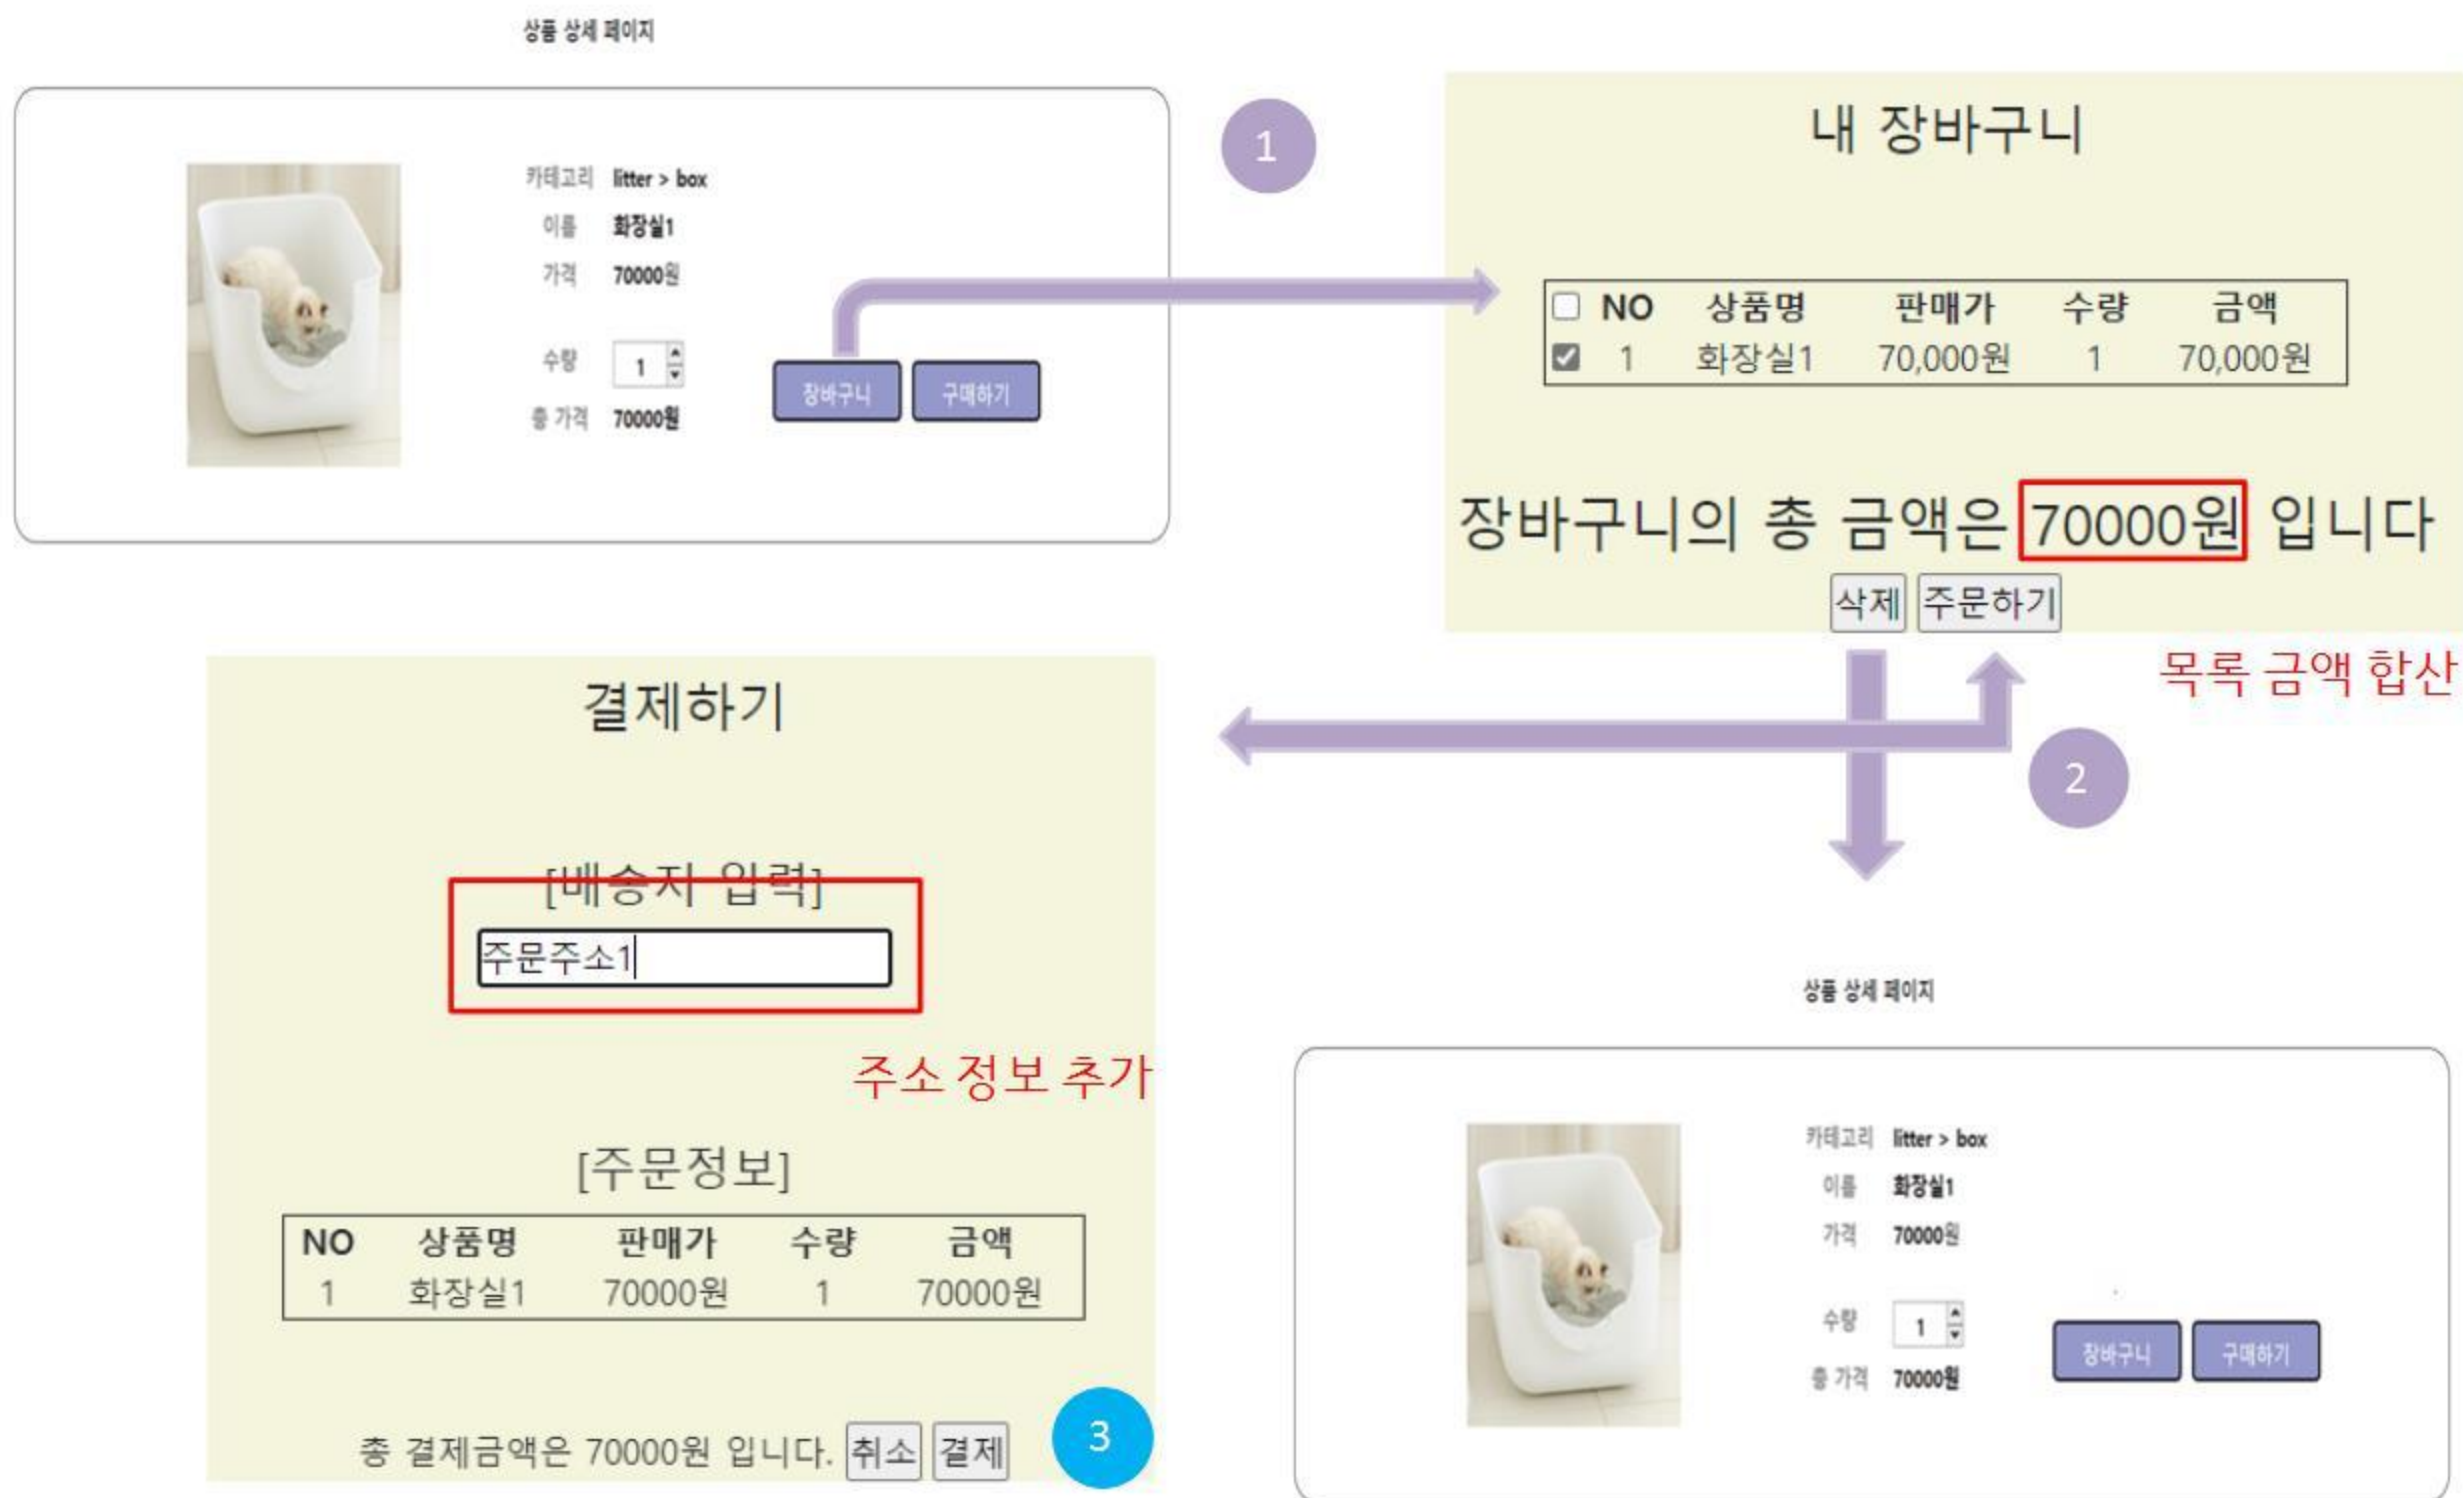 상품 상세 페이지
카테고리 litter > box
이름 화장실1
가격 70000원
수량 1
총 가격 70000원
장바구니 구매하기
1
내 장바구니
NO 상품명 판매가 수량 금액
1 화장실1 70,000원 1 70,000원
장바구니의 총 금액은 70000원 입니다
삭제 주문하기
목록 금액 합산
2
결제하기
[배송지 입력]
주문주소1
주소 정보 추가
[주문정보]
NO 상품명 판매가 수량 금액
1 화장실1 70000원 1 70000원
총 결제금액은 70000원 입니다. 취소 결제
3
상품 상세 페이지
카테고리 litter > box
이름 화장실1
가격 70000원
수량 1
총 가격 70000원
장바구니 구매하기